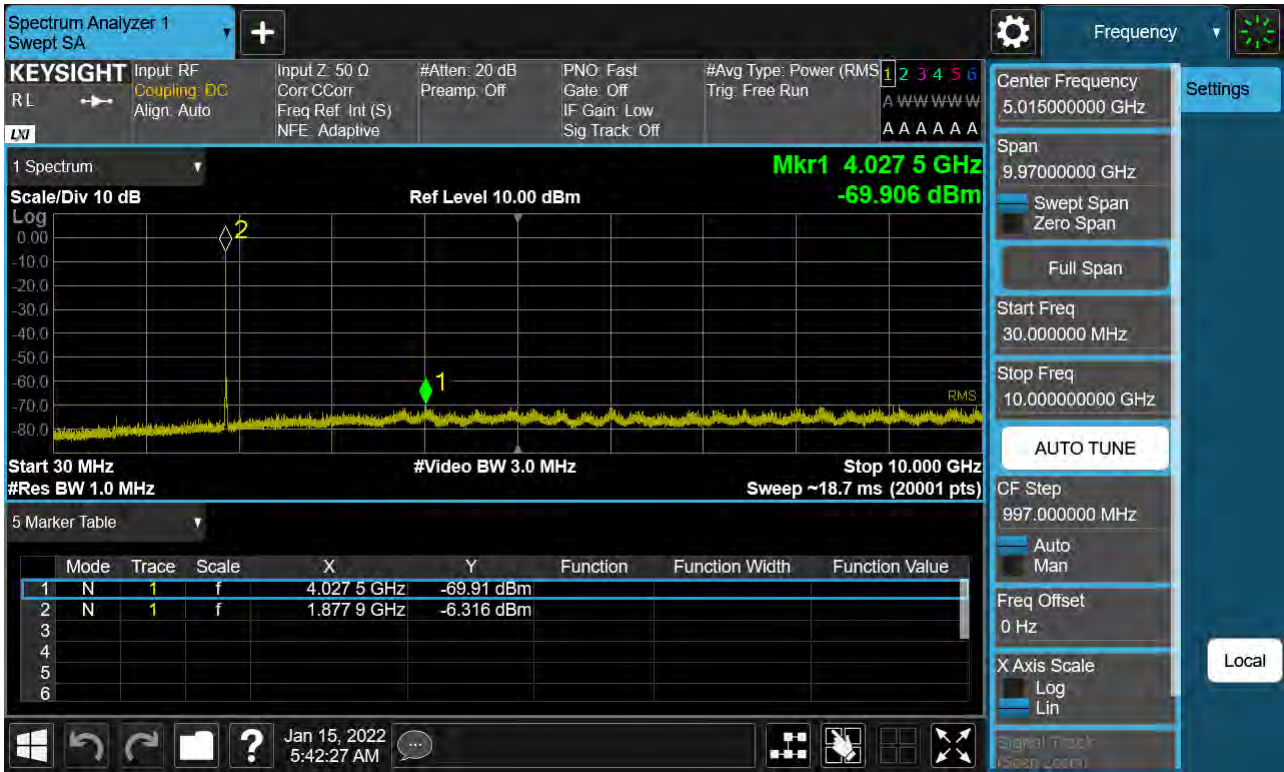 Spectrum Analyzer 1
Swept SA
+
Frequency
KEYSIGHT
RL
LXI
Input: RF
Coupling: DC
Align: Auto
Input Z: 50 Ω
Corr CCorr
Freq Ref: Int (S)
NFE: Adaptive
#Atten: 20 dB
Preamp: Off
PNO: Fast
Gate: Off
IF Gain: Low
Sig Track: Off
#Avg Type: Power (RMS
Trig: Free Run
1 2 3 4 5 6
A W W W W W
A A A A A A
1 Spectrum
Mkr1 4.027 5 GHz
-69.906 dBm
Scale/Div 10 dB
Ref Level 10.00 dBm
Log
0.00
-10.0
-20.0
-30.0
-40.0
-50.0
-60.0
-70.0
-80.0
2
1
RMS
Start 30 MHz
#Video BW 3.0 MHz
Stop 10.000 GHz
#Res BW 1.0 MHz
Sweep ~18.7 ms (20001 pts)
5 Marker Table
Mode Trace Scale X Y Function Function Width Function Value
1 N 1 f 4.027 5 GHz -69.91 dBm
2 N 1 f 1.877 9 GHz -6.316 dBm
3
4
5
6
Jan 15, 2022
5:42:27 AM
Center Frequency
5.015000000 GHz
Settings
Span
9.97000000 GHz
Swept Span
Zero Span
Full Span
Start Freq
30.000000 MHz
Stop Freq
10.000000000 GHz
AUTO TUNE
CF Step
997.000000 MHz
Auto
Man
Freq Offset
0 Hz
X Axis Scale
Log
Lin
Local
Signal Track
(Span Zoom)